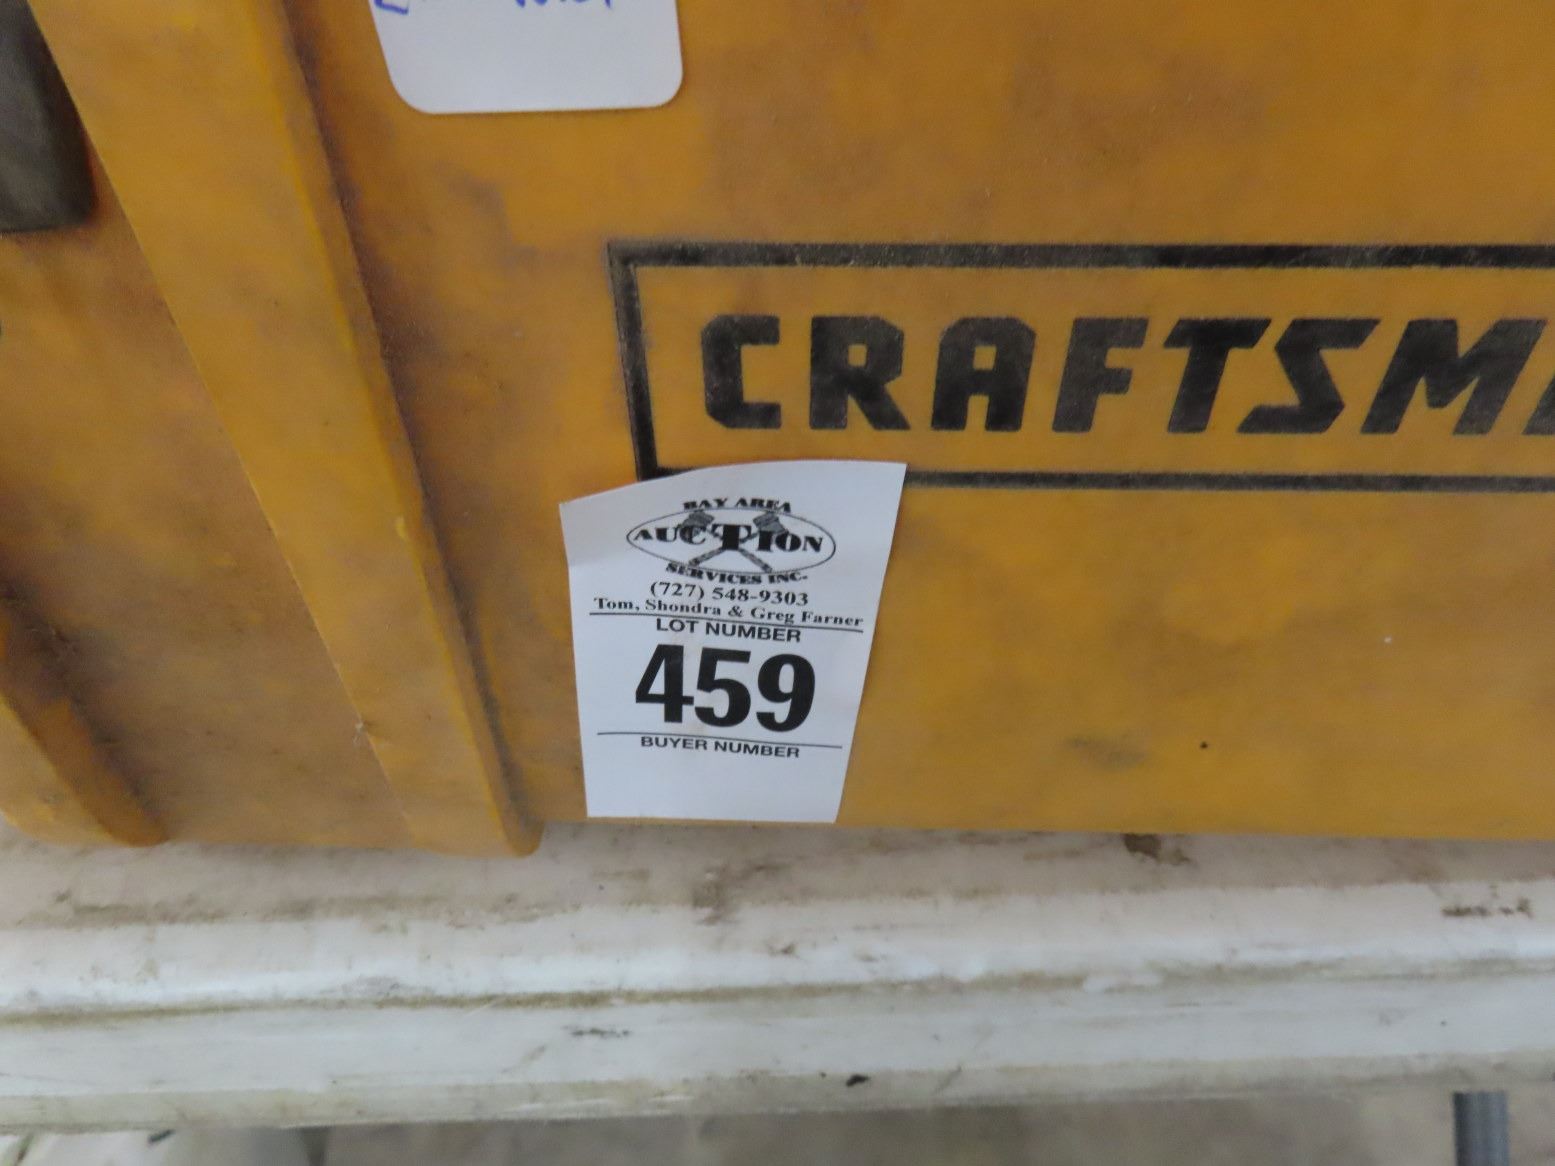 CRAFTSM
BAY AREA
AUCTION
SERVICES INC.
(727) 548-9303
Tom, Shondra & Greg Farner
LOT NUMBER
459
BUYER NUMBER